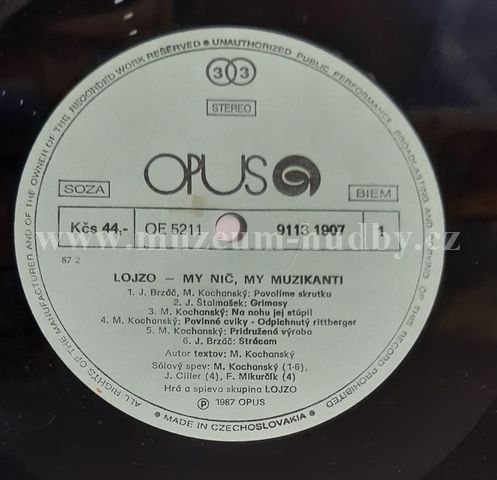 ALL RIGHTS OF THE MANUFACTURER AND OF THE OWNER OF THE RECORDED WORK RESERVED • UNAUTHORIZED PUBLIC PERFORMANCE BROADCASTING AND COPYING OF THIS RECORD PROHIBITED
33
STEREO
OPUS
SOZA
BIEM
Kčs 44,- OE 5211 9113 1907 1
www.muzeum-hudby.cz
87 2
LOJZO — MY NIČ, MY MUZIKANTI
1. J. Brzáč, M. Kochanský: Povolíme skrutku
2. J. Štalmašek: Grimasy
3. M. Kochanský: Na nohu jej stúpil
4. M. Kochanský: Povinné cviky - Odpichnutý rittberger
5. M. Kochanský: Pridružená výroba
6. J. Brzáč: Strácam
Autor textov: M. Kochanský
Sólový spev: M. Kochanský (1-6),
J. Ciller (4), F. Mikurčík (4)
Hrá a spieva skupina LOJZO
Ⓟ 1987 OPUS
• MADE IN CZECHOSLOVAKIA •